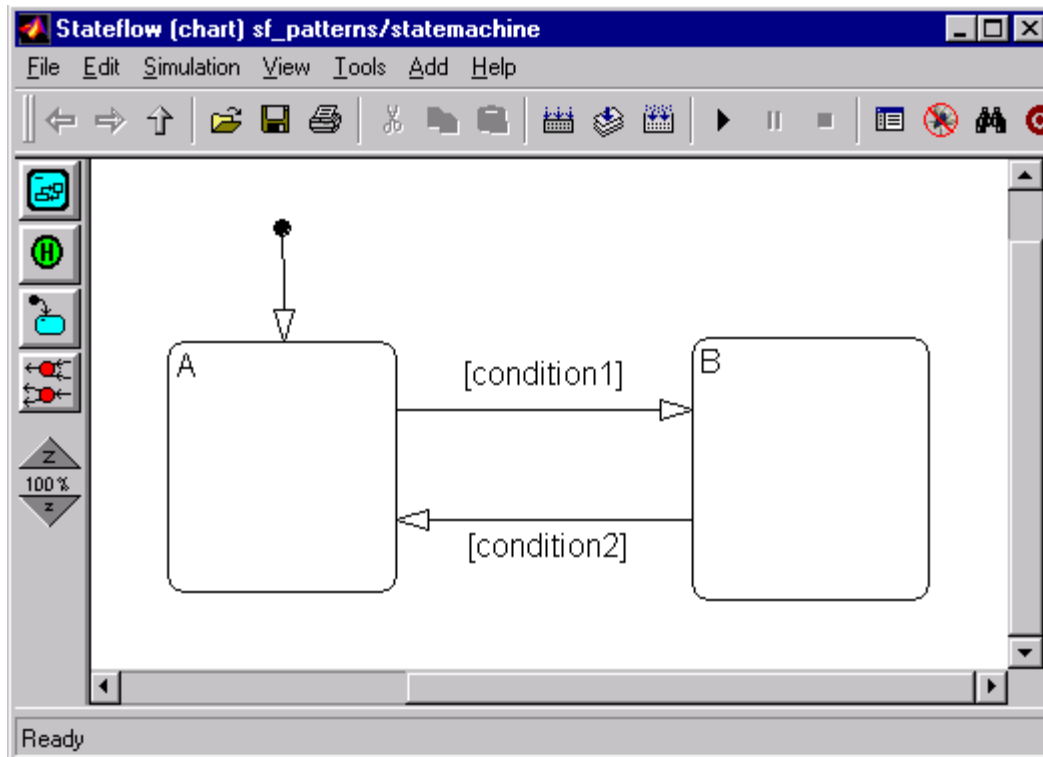 Stateflow (chart) sf_patterns/statemachine
File Edit Simulation View Tools Add Help
H
A
[condition1]
B
Z
100 %
z
[condition2]
Ready